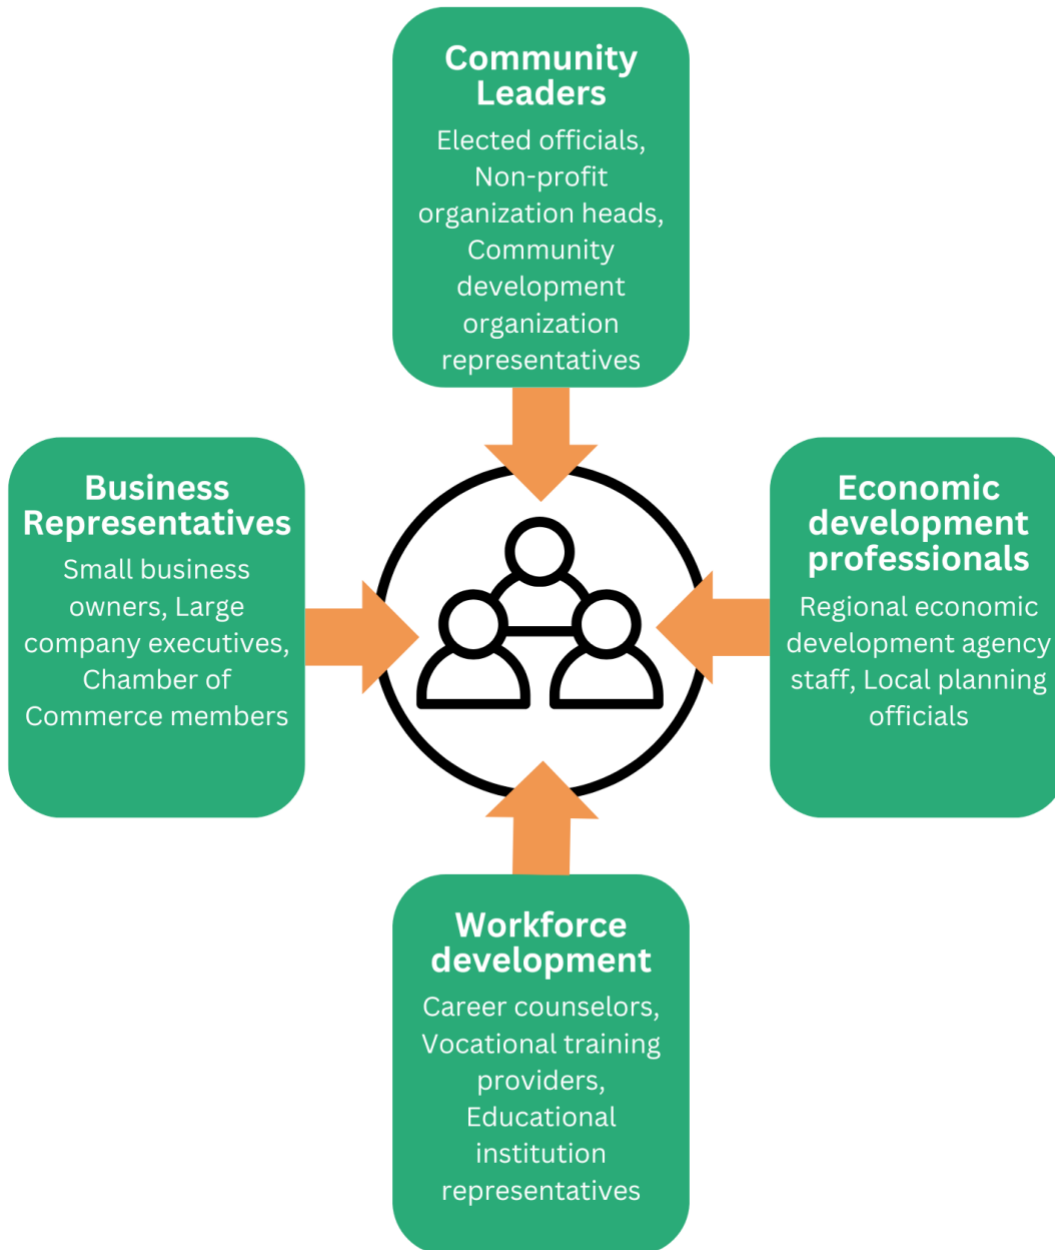 Community
Leaders
Elected officials,
Non-profit
organization heads,
Community
development
organization
representatives
Business
Representatives
Small business
owners, Large
company executives,
Chamber of
Commerce members
Economic
development
professionals
Regional economic
development agency
staff, Local planning
officials
Workforce
development
Career counselors,
Vocational training
providers,
Educational
institution
representatives